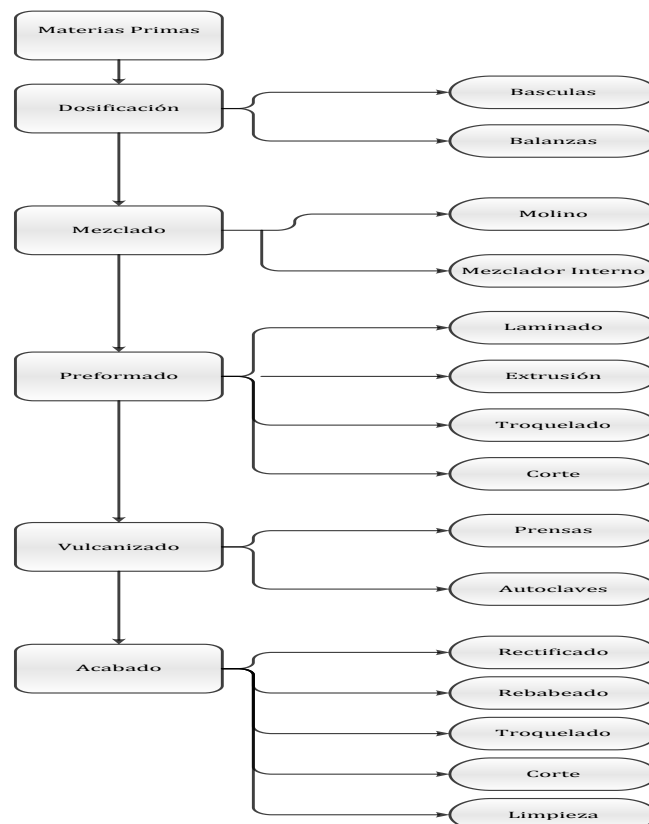 Materias Primas
Dosificación
Basculas
Balanzas
Mezclado
Molino
Mezclador Interno
Preformado
Laminado
Extrusión
Troquelado
Corte
Vulcanizado
Prensas
Autoclaves
Acabado
Rectificado
Rebabeado
Troquelado
Corte
Limpieza